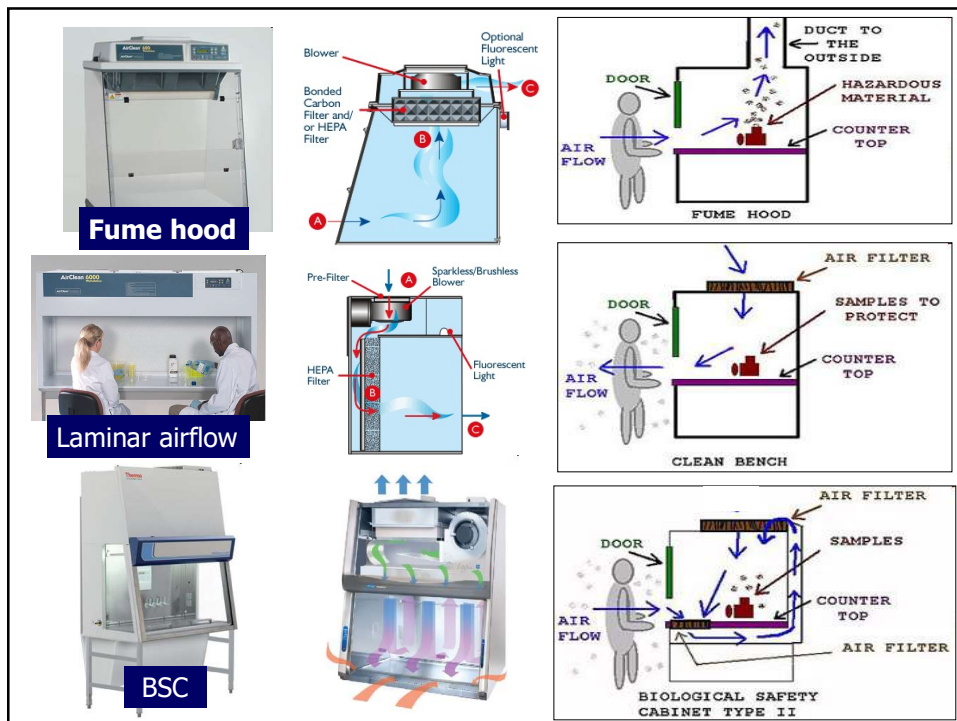 AirClean 600
Fume hood
Blower
Optional
Fluorescent
Light
Bonded
Carbon
Filter and/
or HEPA
Filter
A
B
C
DUCT TO
THE
OUTSIDE
DOOR
HAZARDOUS
MATERIAL
COUNTER
TOP
AIR
FLOW
FUME HOOD
AirClean 6000
Laminar airflow
Pre-Filter
Sparkless/Brushless
Blower
A
HEPA
Filter
B
Fluorescent
Light
C
AIR FILTER
DOOR
SAMPLES TO
PROTECT
COUNTER
TOP
AIR
FLOW
CLEAN BENCH
Thermo
BSC
AIR FILTER
DOOR
SAMPLES
COUNTER
TOP
AIR
FLOW
AIR FILTER
BIOLOGICAL SAFETY
CABINET TYPE II